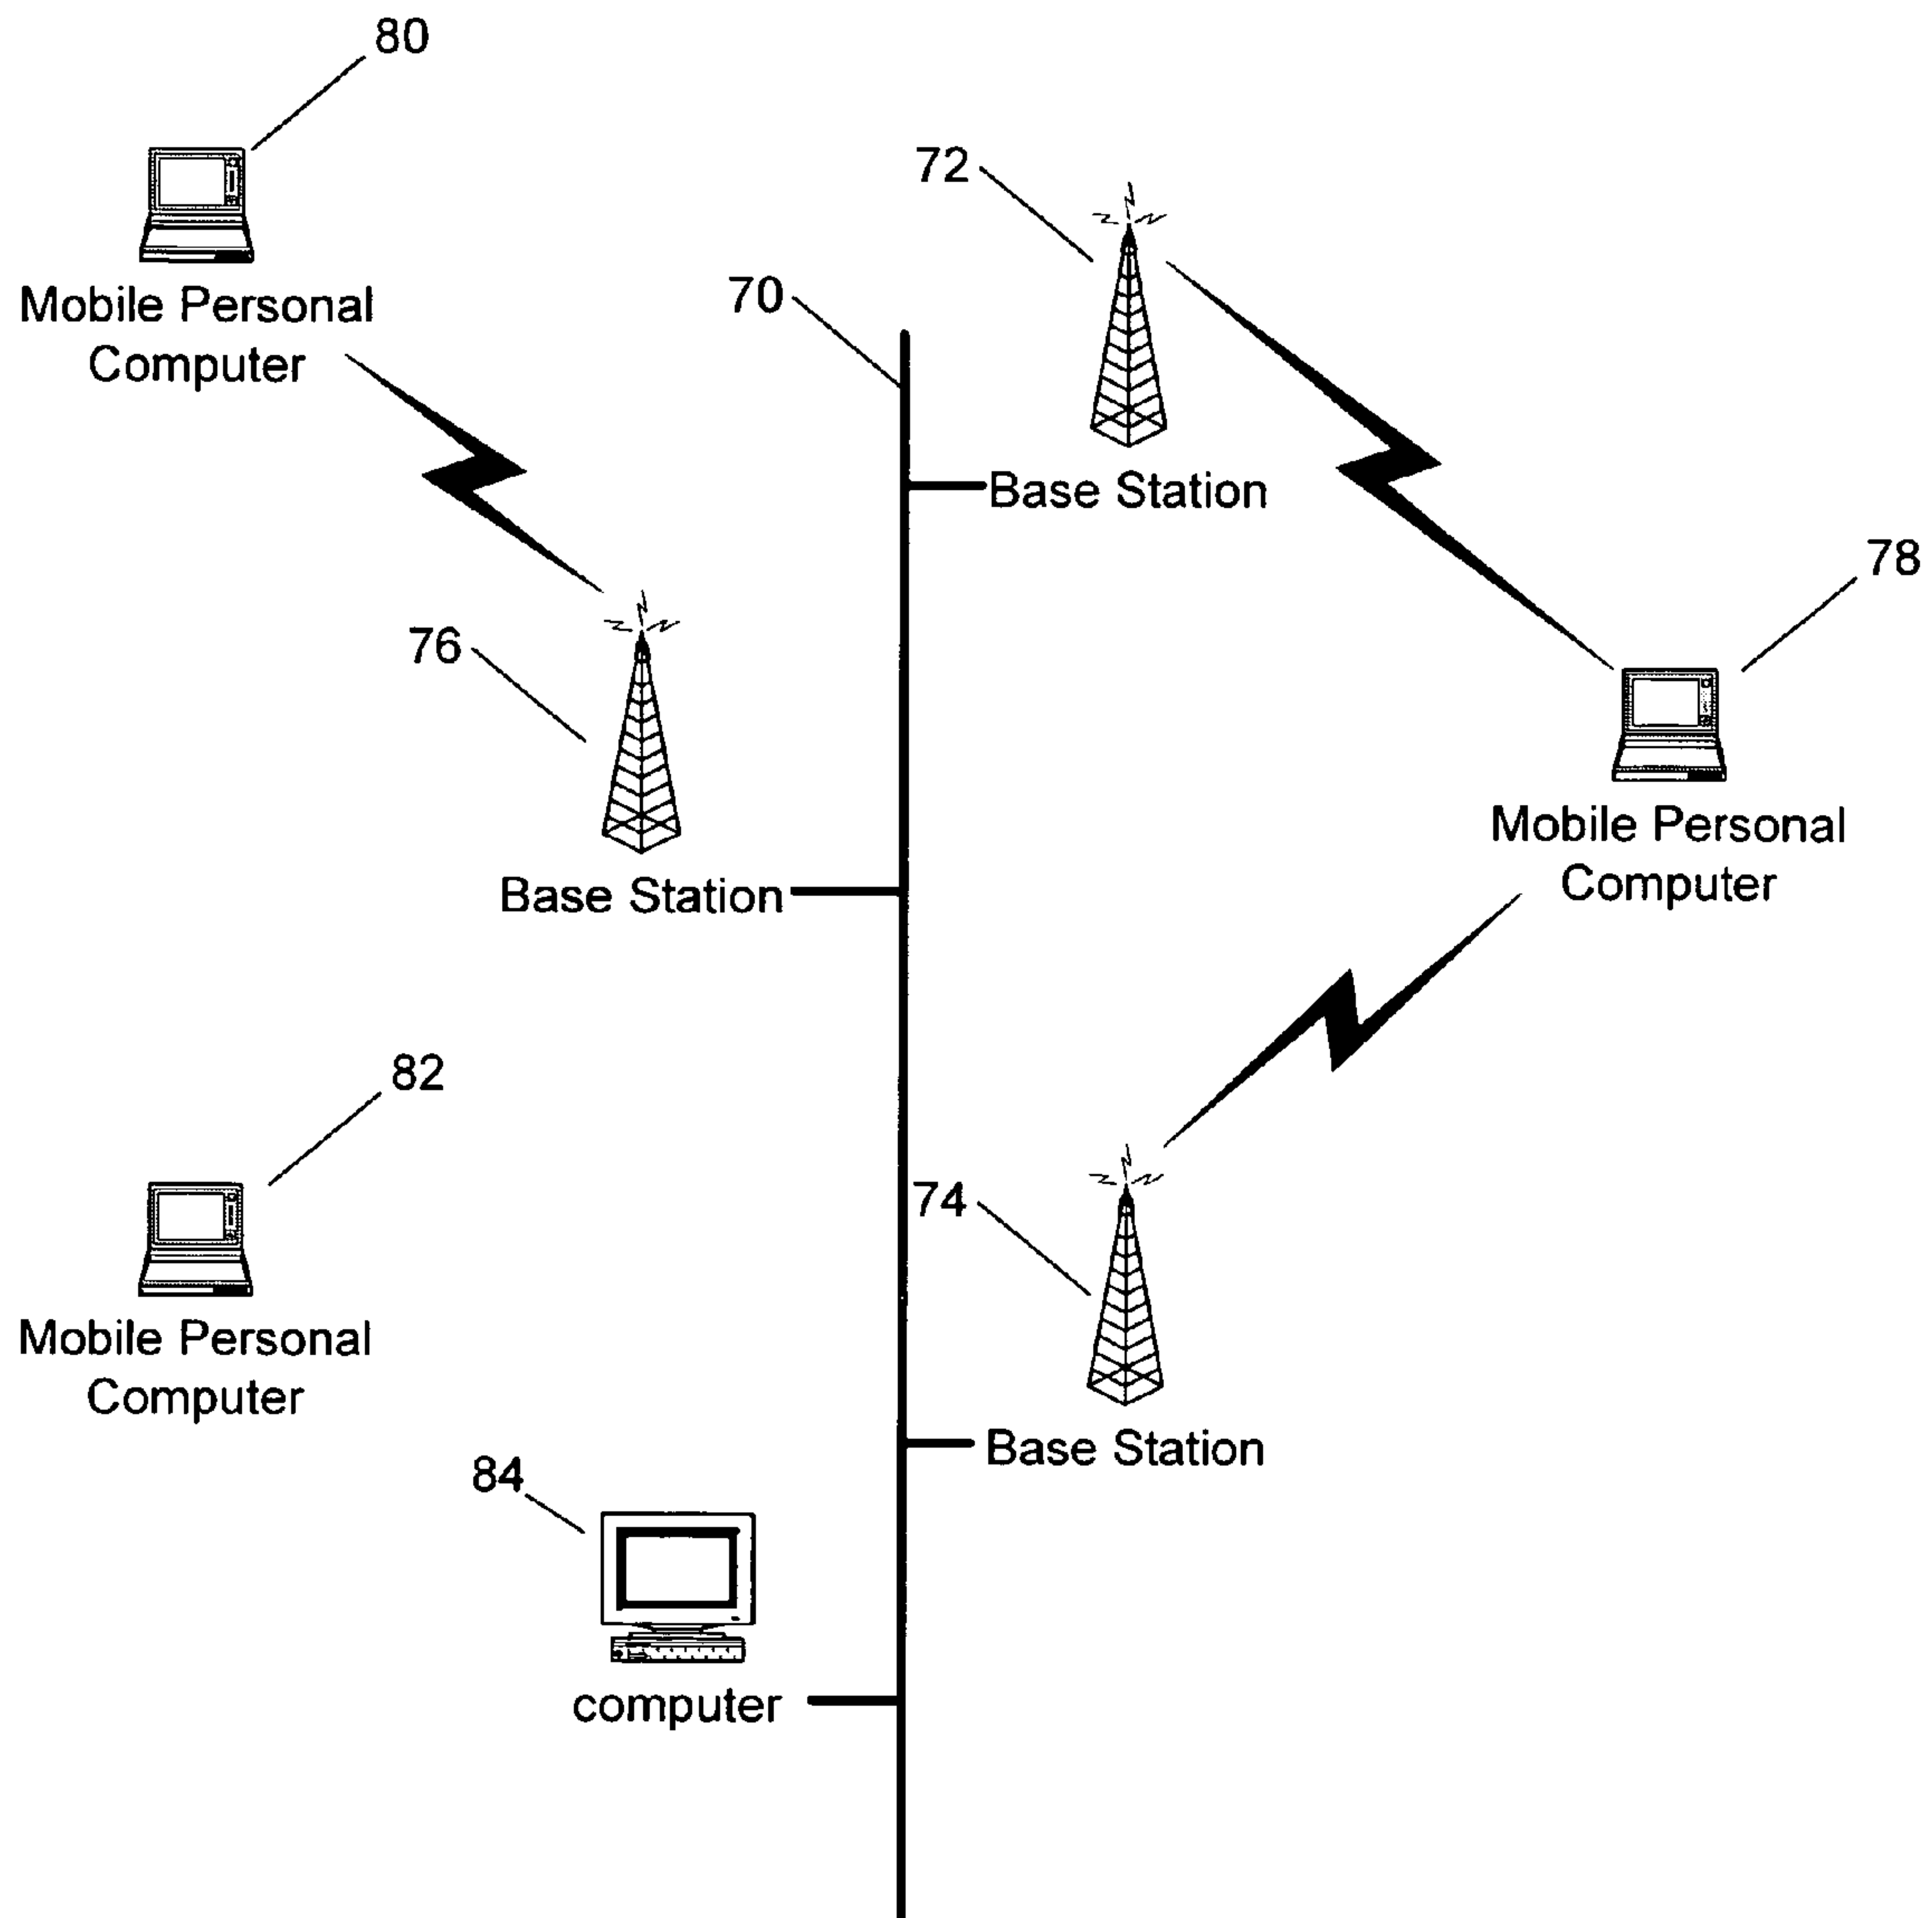 80
Mobile Personal
Computer
72
70
Base Station
78
76
Mobile Personal
Computer
Base Station
82
Mobile Personal
Computer
74
Base Station
84
computer